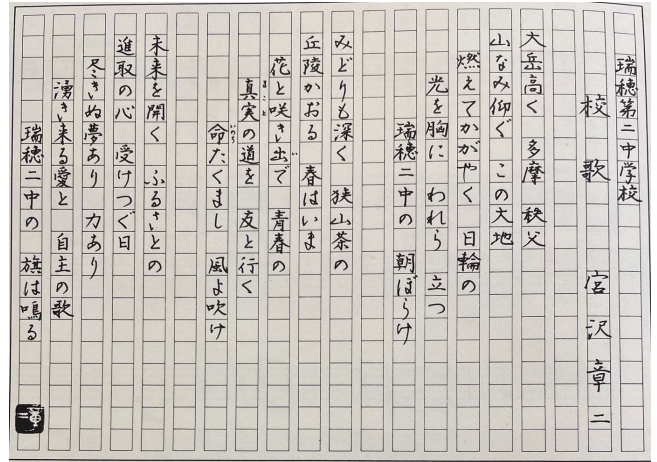 瑞穂第二中学校
校歌 宮沢章二
大岳高く 多摩 秩父
山なみ仰ぐ この大地
燃えてかがやく 日輪の
光を胸に われら 立つ
瑞穂二中の 朝ぼらけ
みどりも深く 狭山茶の
丘陵かおる 春はいま
花と咲き出で 青春の
真実の道を 友と行く
まこと
命たくまし 風よ吹け
いのち
未来を開く ふるさとの
進取の心 受けつぐ日
尽きぬ夢あり 力あり
湧き来る愛と 自主の歌
瑞穂二中の 旗は鳴る